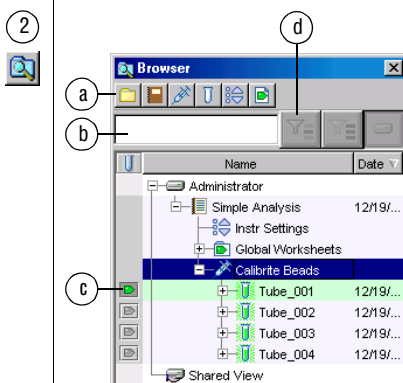 2
d
Browser
a
b
Name Date
Administrator
Simple Analysis 12/19/...
Instr Settings
Global Worksheets
Calibrite Beads
c
Tube_001 12/19/...
Tube_002 12/19/...
Tube_003 12/19/...
Tube_004 12/19/...
Shared View